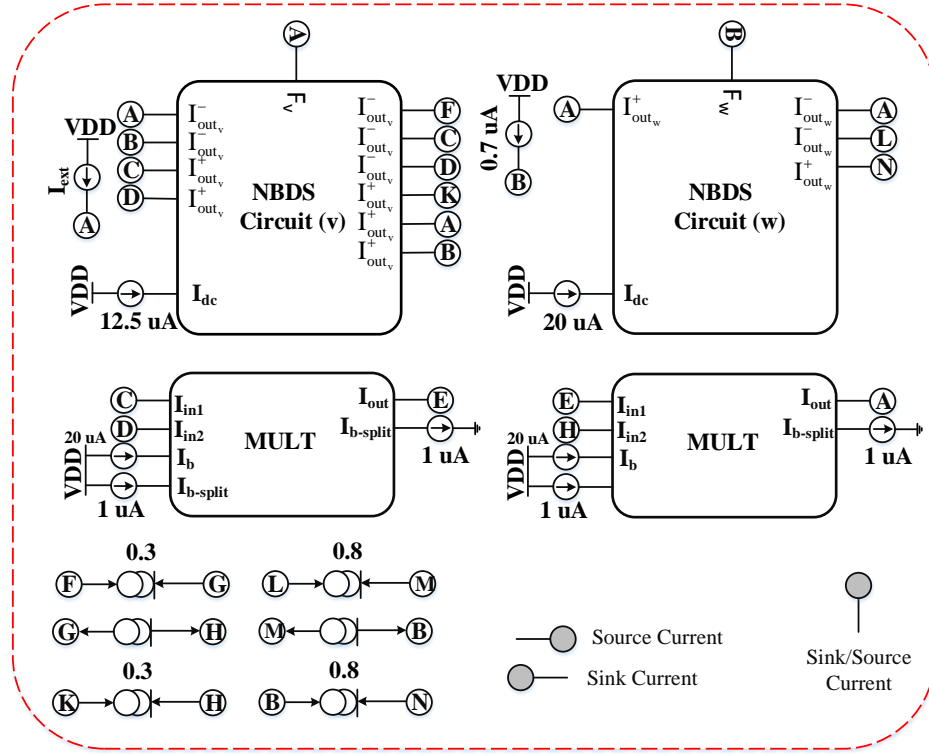 A
B
F_v
F_w
VDD
I_ext
A
A I⁻_out_v
B I⁻_out_v
C I⁺_out_v
D I⁺_out_v
NBDS
Circuit (v)
I⁻_out_v F
I⁻_out_v C
I⁻_out_v D
I⁺_out_v K
I⁺_out_v A
I⁺_out_v B
VDD
12.5 uA
I_dc
VDD
0.7 uA
B
A I⁺_out_w
NBDS
Circuit (w)
I⁻_out_w A
I⁻_out_w L
I⁺_out_w N
VDD
20 uA
I_dc
C I_in1
D I_in2
20 uA
VDD
I_b
I_b-split
1 uA
MULT
I_out E
I_b-split
1 uA
E I_in1
H I_in2
20 uA
VDD
I_b
1 uA
MULT
I_out A
I_b-split
1 uA
0.3
F G
G H
0.3
K H
0.8
L M
M B
0.8
B N
Source Current
Sink Current
Sink/Source
Current